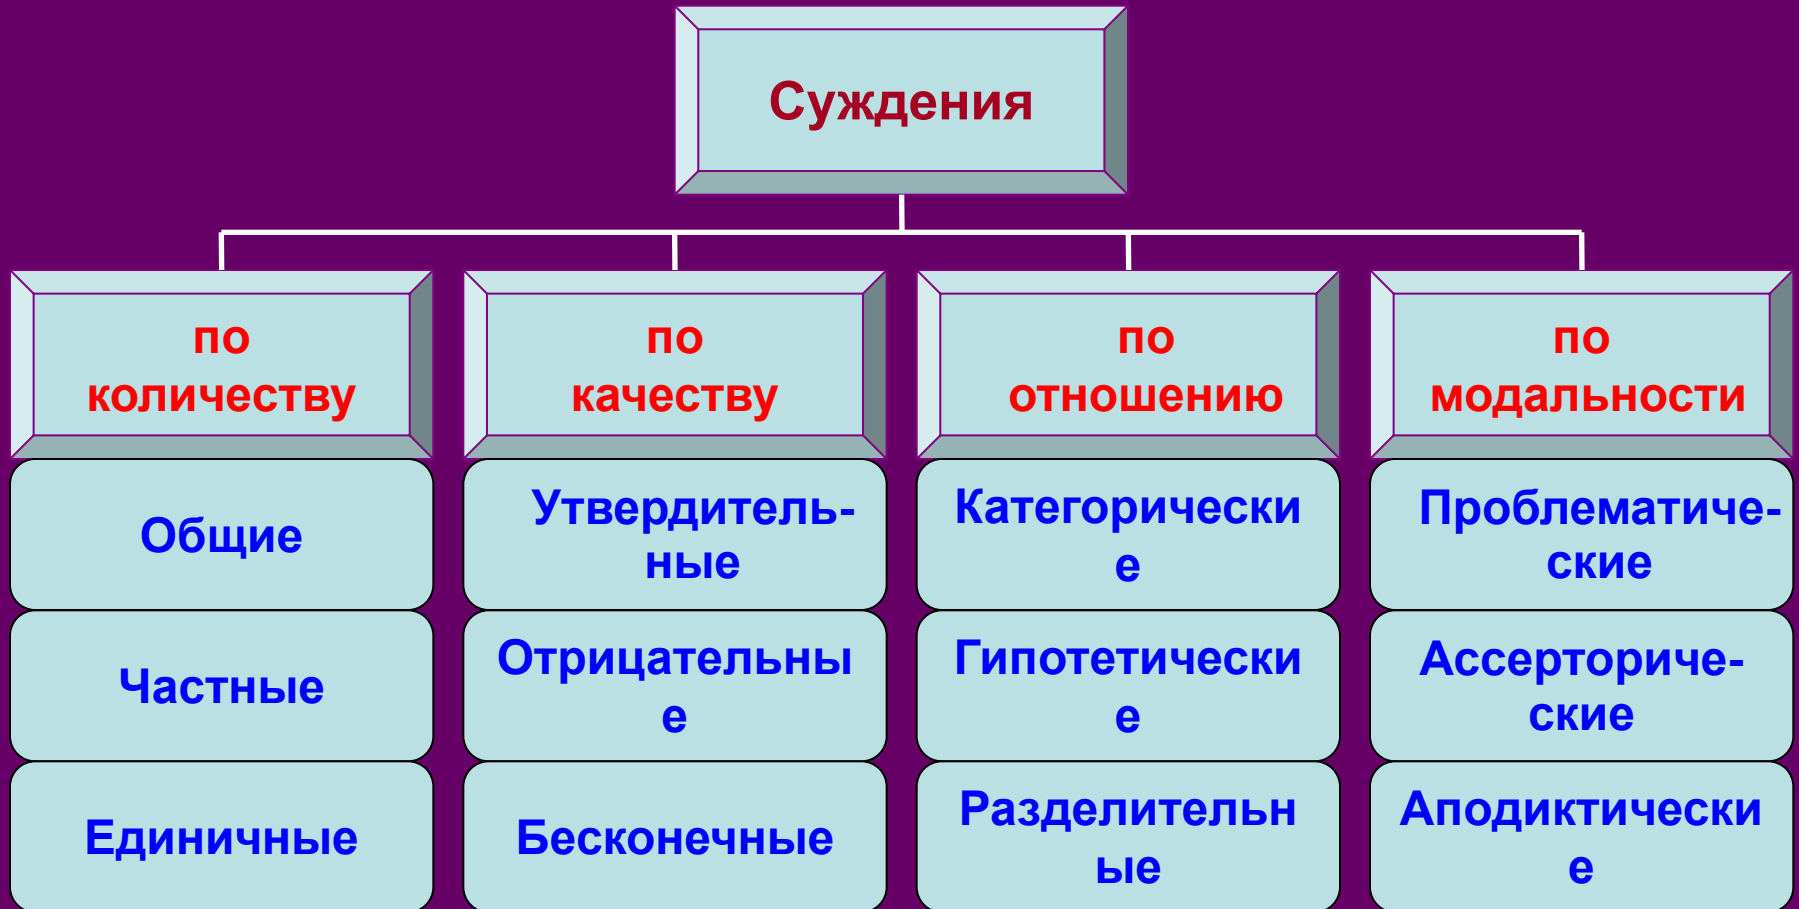 Суждения
по
количеству
по
качеству
по
отношению
по
модальности
Общие
Утвердитель-
ные
Категорически
е
Проблематиче-
ские
Частные
Отрицательны
е
Гипотетически
е
Ассерториче-
ские
Единичные
Бесконечные
Разделительн
ые
Аподиктически
е